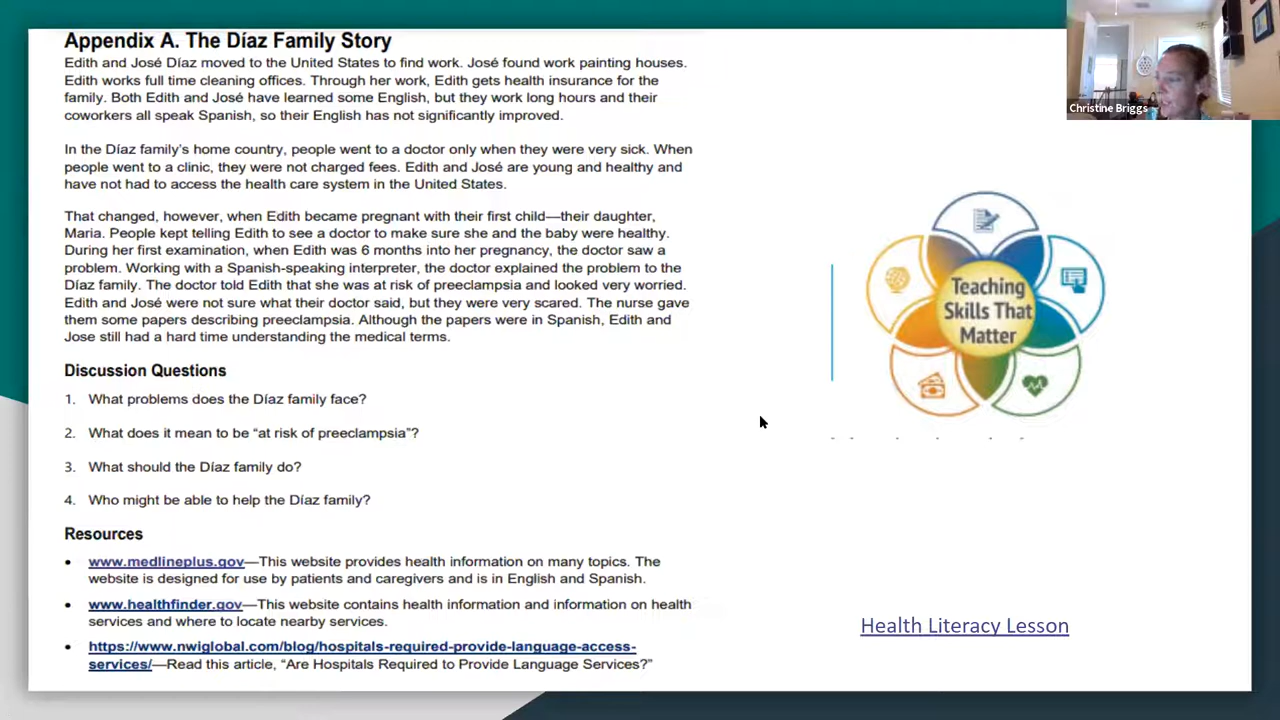 Appendix A. The Díaz Family Story
Edith and José Díaz moved to the United States to find work. José found work painting houses.
Edith works full time cleaning offices. Through her work, Edith gets health insurance for the
family. Both Edith and José have learned some English, but they work long hours and their
coworkers all speak Spanish, so their English has not significantly improved.
In the Díaz family’s home country, people went to a doctor only when they were very sick. When
people went to a clinic, they were not charged fees. Edith and José are young and healthy and
have not had to access the health care system in the United States.
That changed, however, when Edith became pregnant with their first child—their daughter,
Maria. People kept telling Edith to see a doctor to make sure she and the baby were healthy.
During her first examination, when Edith was 6 months into her pregnancy, the doctor saw a
problem. Working with a Spanish-speaking interpreter, the doctor explained the problem to the
Díaz family. The doctor told Edith that she was at risk of preeclampsia and looked very worried.
Edith and José were not sure what their doctor said, but they were very scared. The nurse gave
them some papers describing preeclampsia. Although the papers were in Spanish, Edith and
Jose still had a hard time understanding the medical terms.
Discussion Questions
1. What problems does the Díaz family face?
2. What does it mean to be “at risk of preeclampsia”?
3. What should the Díaz family do?
4. Who might be able to help the Díaz family?
Resources
• www.medlineplus.gov—This website provides health information on many topics. The
website is designed for use by patients and caregivers and is in English and Spanish.
• www.healthfinder.gov—This website contains health information and information on health
services and where to locate nearby services.
• https://www.nwiglobal.com/blog/hospitals-required-provide-language-access-
services/—Read this article, “Are Hospitals Required to Provide Language Services?”
Teaching
Skills That
Matter
Health Literacy Lesson
Christine Briggs